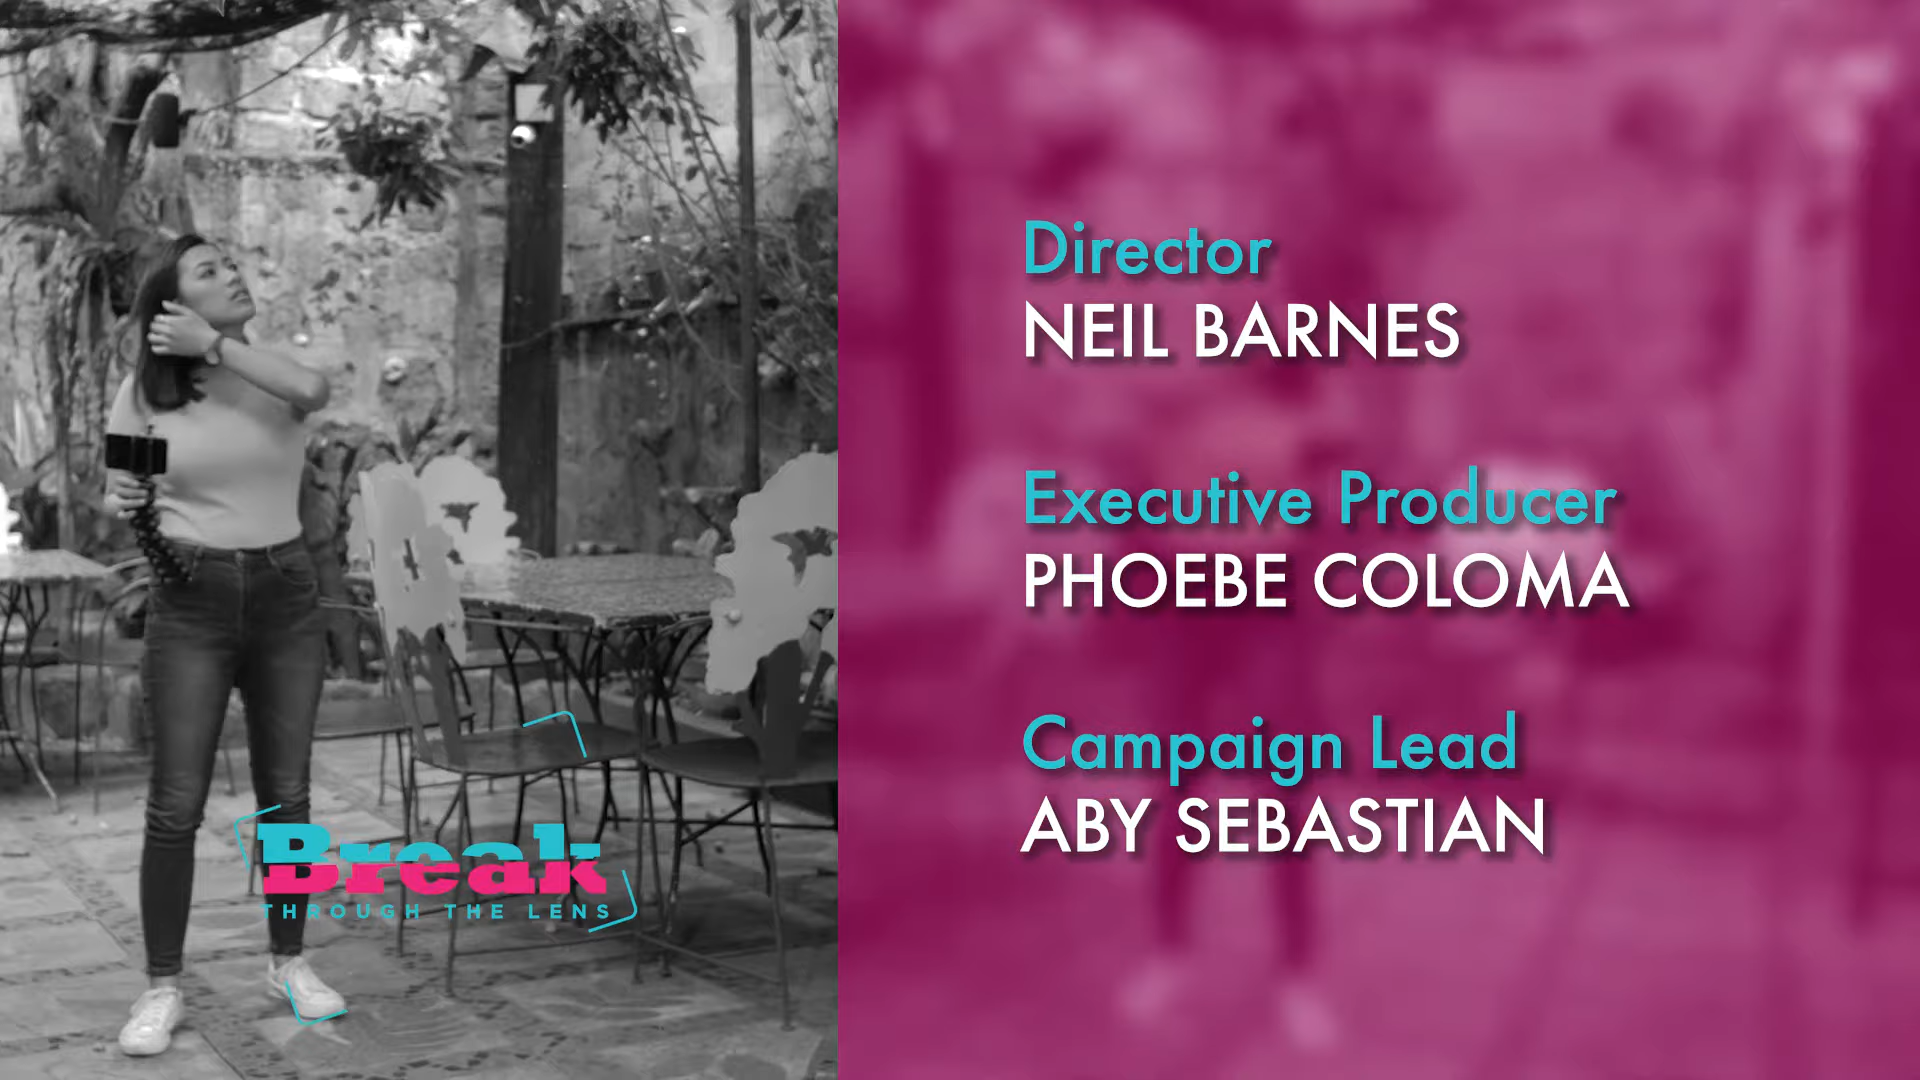 Break
THROUGH THE LENS
Director
NEIL BARNES
Executive Producer
PHOEBE COLOMA
Campaign Lead
ABY SEBASTIAN